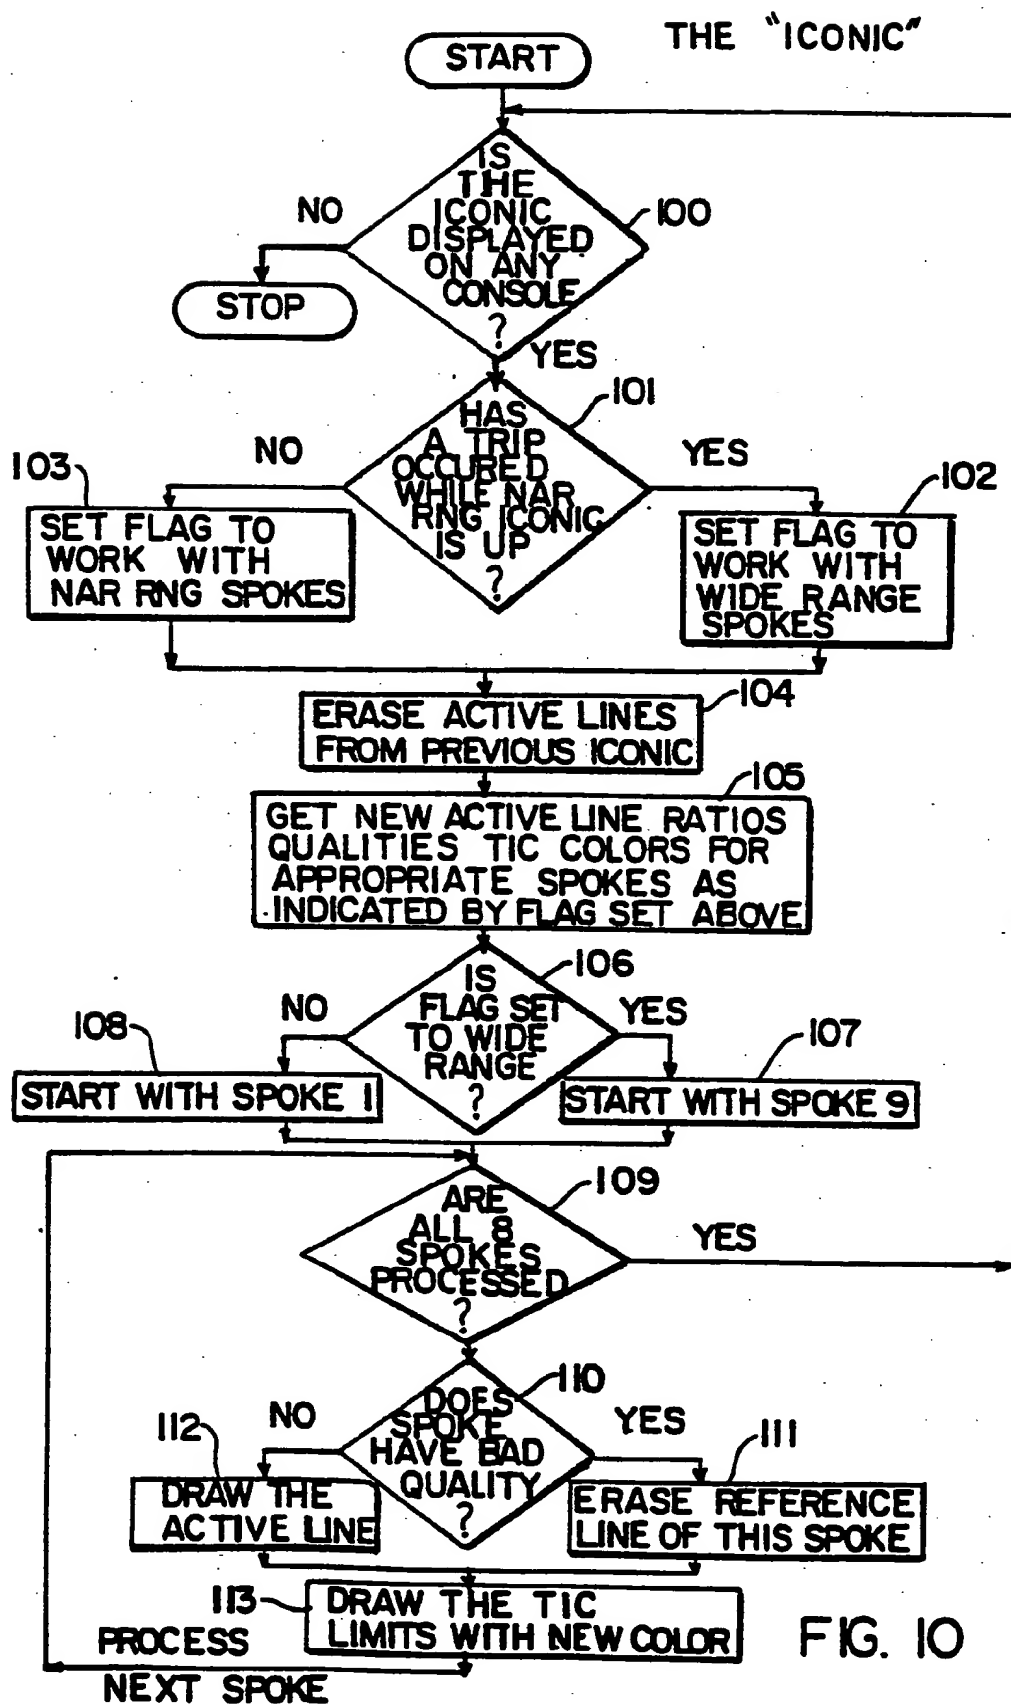 THE "ICONIC"
START
IS
THE
ICONIC
DISPLAYED
ON ANY
CONSOLE
?
100
NO
STOP
YES
HAS
A TRIP
OCCURED
WHILE NAR
RNG ICONIC
IS UP
?
101
NO
YES
103
SET FLAG TO
WORK WITH
NAR RNG SPOKES
102
SET FLAG TO
WORK WITH
WIDE RANGE
SPOKES
104
ERASE ACTIVE LINES
FROM PREVIOUS ICONIC
105
GET NEW ACTIVE LINE RATIOS
QUALITIES TIC COLORS FOR
APPROPRIATE SPOKES AS
INDICATED BY FLAG SET ABOVE
106
IS
FLAG SET
TO WIDE
RANGE
?
NO
YES
108
START WITH SPOKE 1
107
START WITH SPOKE 9
109
ARE
ALL 8
SPOKES
PROCESSED
?
YES
110
DOES
SPOKE
HAVE BAD
QUALITY
?
NO
YES
112
DRAW THE
ACTIVE LINE
111
ERASE REFERENCE
LINE OF THIS SPOKE
113
DRAW THE TIC
LIMITS WITH NEW COLOR
PROCESS
NEXT SPOKE
FIG. 10